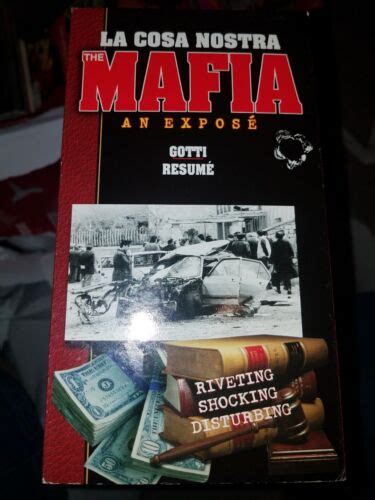 LA COSA NOSTRA
THE MAFIA
AN EXPOSÉ
GOTTI
RESUMÉ
RIVETING
SHOCKING
DISTURBING